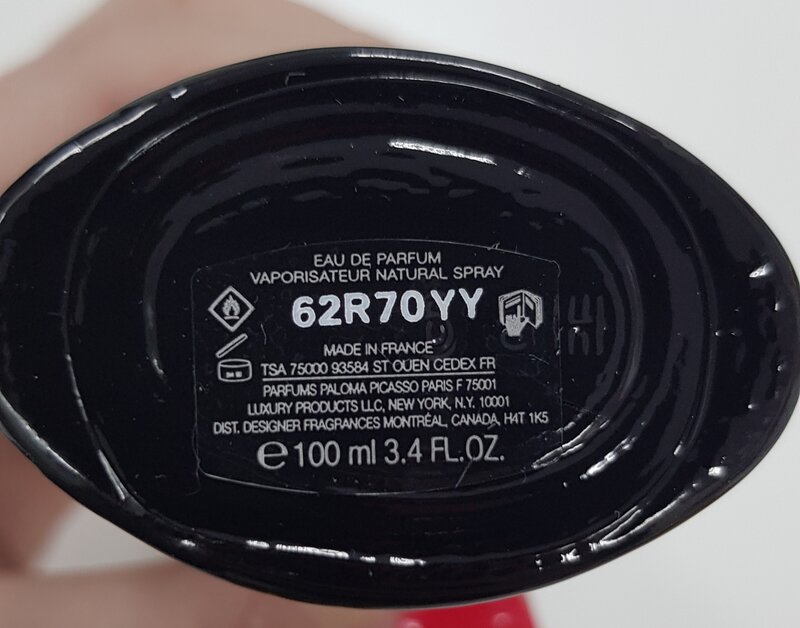 EAU DE PARFUM
VAPORISATEUR NATURAL SPRAY
62R70YY
MADE IN FRANCE
TSA 75000 93584 ST OUEN CEDEX FR
PARFUMS PALOMA PICASSO PARIS F 75001
LUXURY PRODUCTS LLC, NEW YORK, N.Y. 10001
DIST. DESIGNER FRAGRANCES MONTRÉAL, CANADA, H4T 1K5
℮ 100 ml 3.4 FL.OZ.